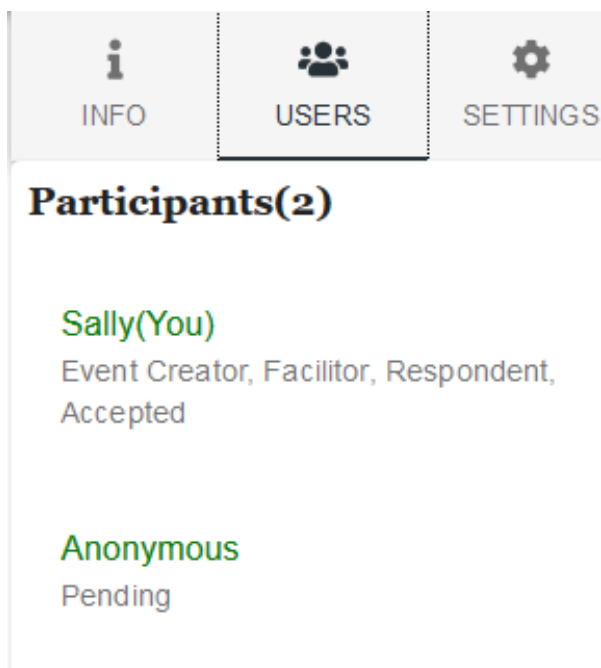 INFO USERS SETTINGS
Participants(2)
Sally(You)
Event Creator, Facilitor, Respondent,
Accepted
Anonymous
Pending